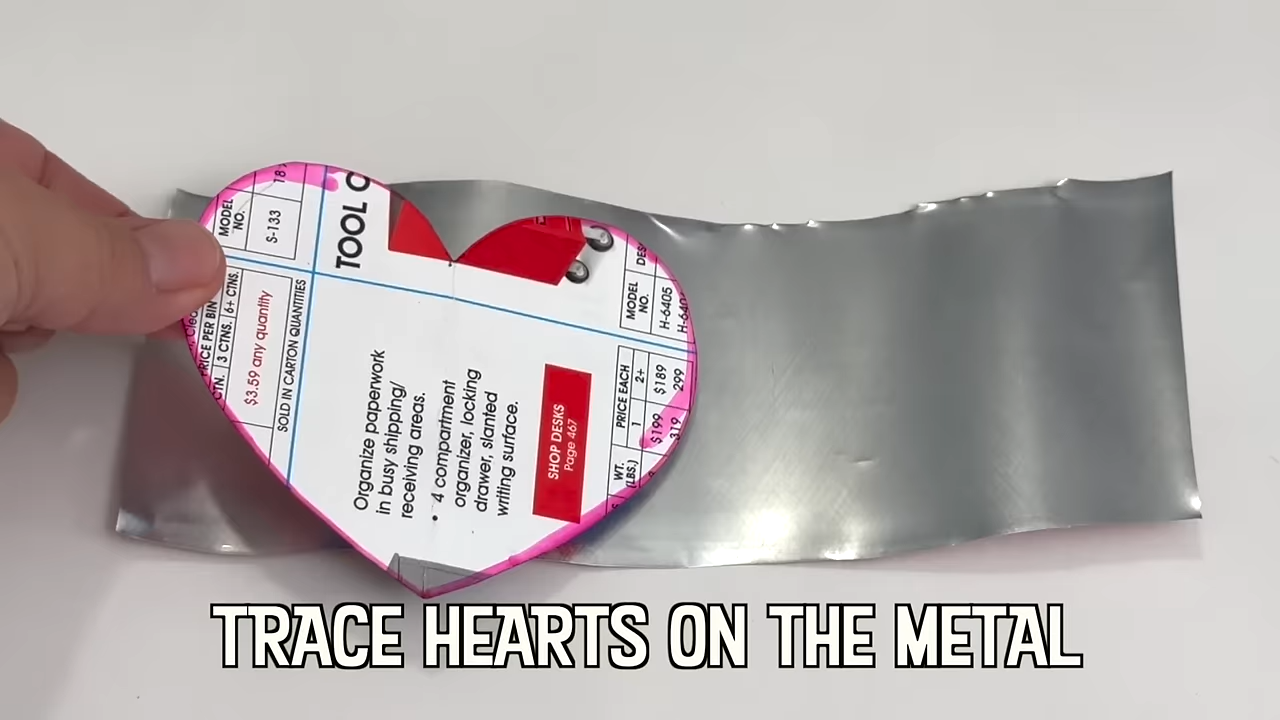 MODEL NO.
18
S-133
PRICE PER BIN
CTN. 3 CTNS. 6+ CTNS.
$3.59 any quantity
SOLD IN CARTON QUANTITIES
TOOL
Organize paperwork
in busy shipping/
receiving areas.
• 4 compartment
organizer, locking
drawer, slanted
writing surface.
SHOP DESKS
Page 467
MODEL NO.
H-6405
WT. (LBS.)
PRICE EACH
1 2+
$199 $189
319 299
TRACE HEARTS ON THE METAL